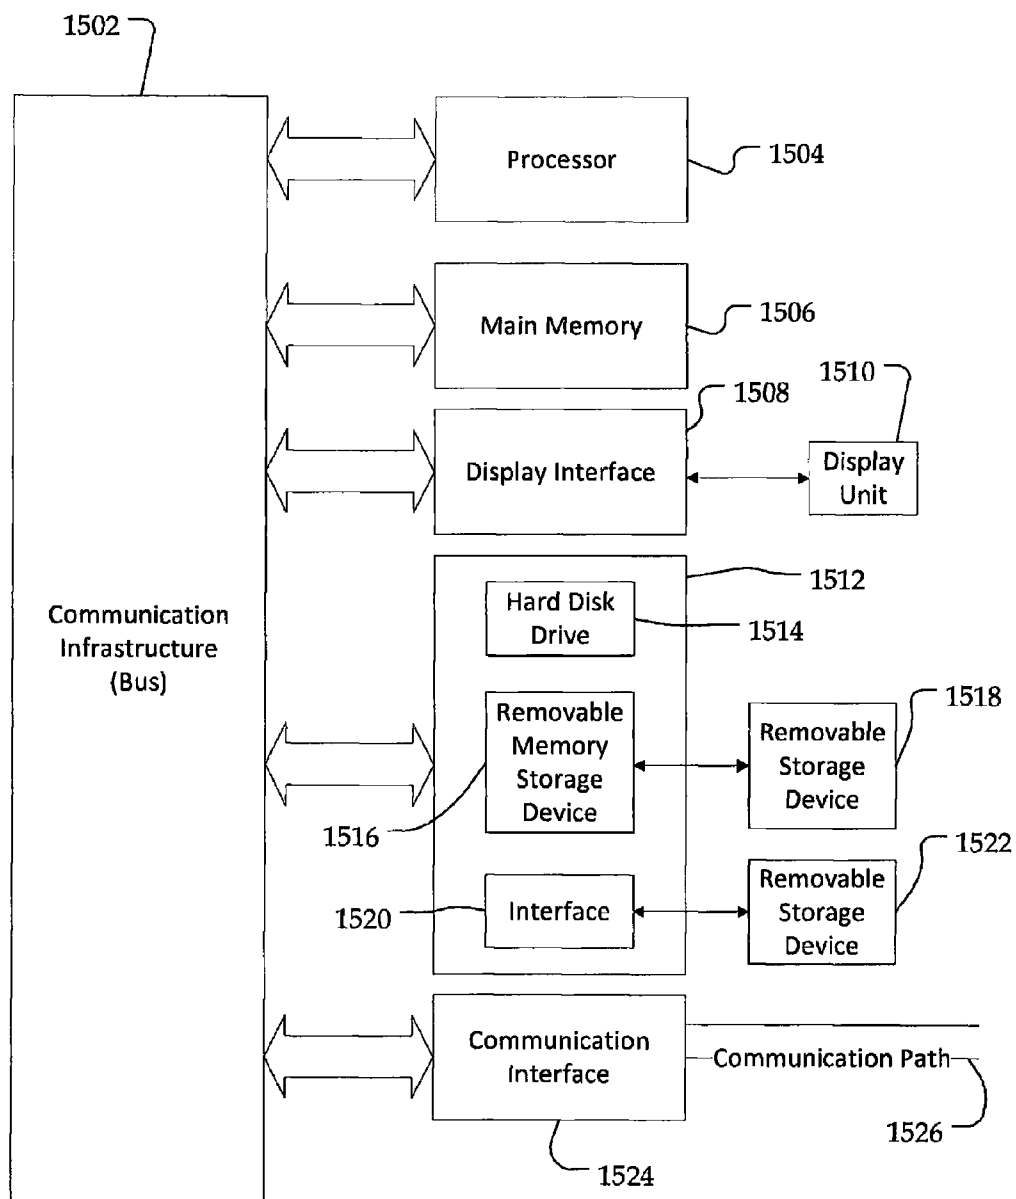 1502
Processor
1504
Main Memory
1506
1508
1510
Display Interface
Display
Unit
1512
Hard Disk
Drive
1514
Communication
Infrastructure
(Bus)
Removable
Memory
Storage
Device
1516
1518
Removable
Storage
Device
1522
1520
Interface
Removable
Storage
Device
Communication
Interface
Communication Path
1526
1524